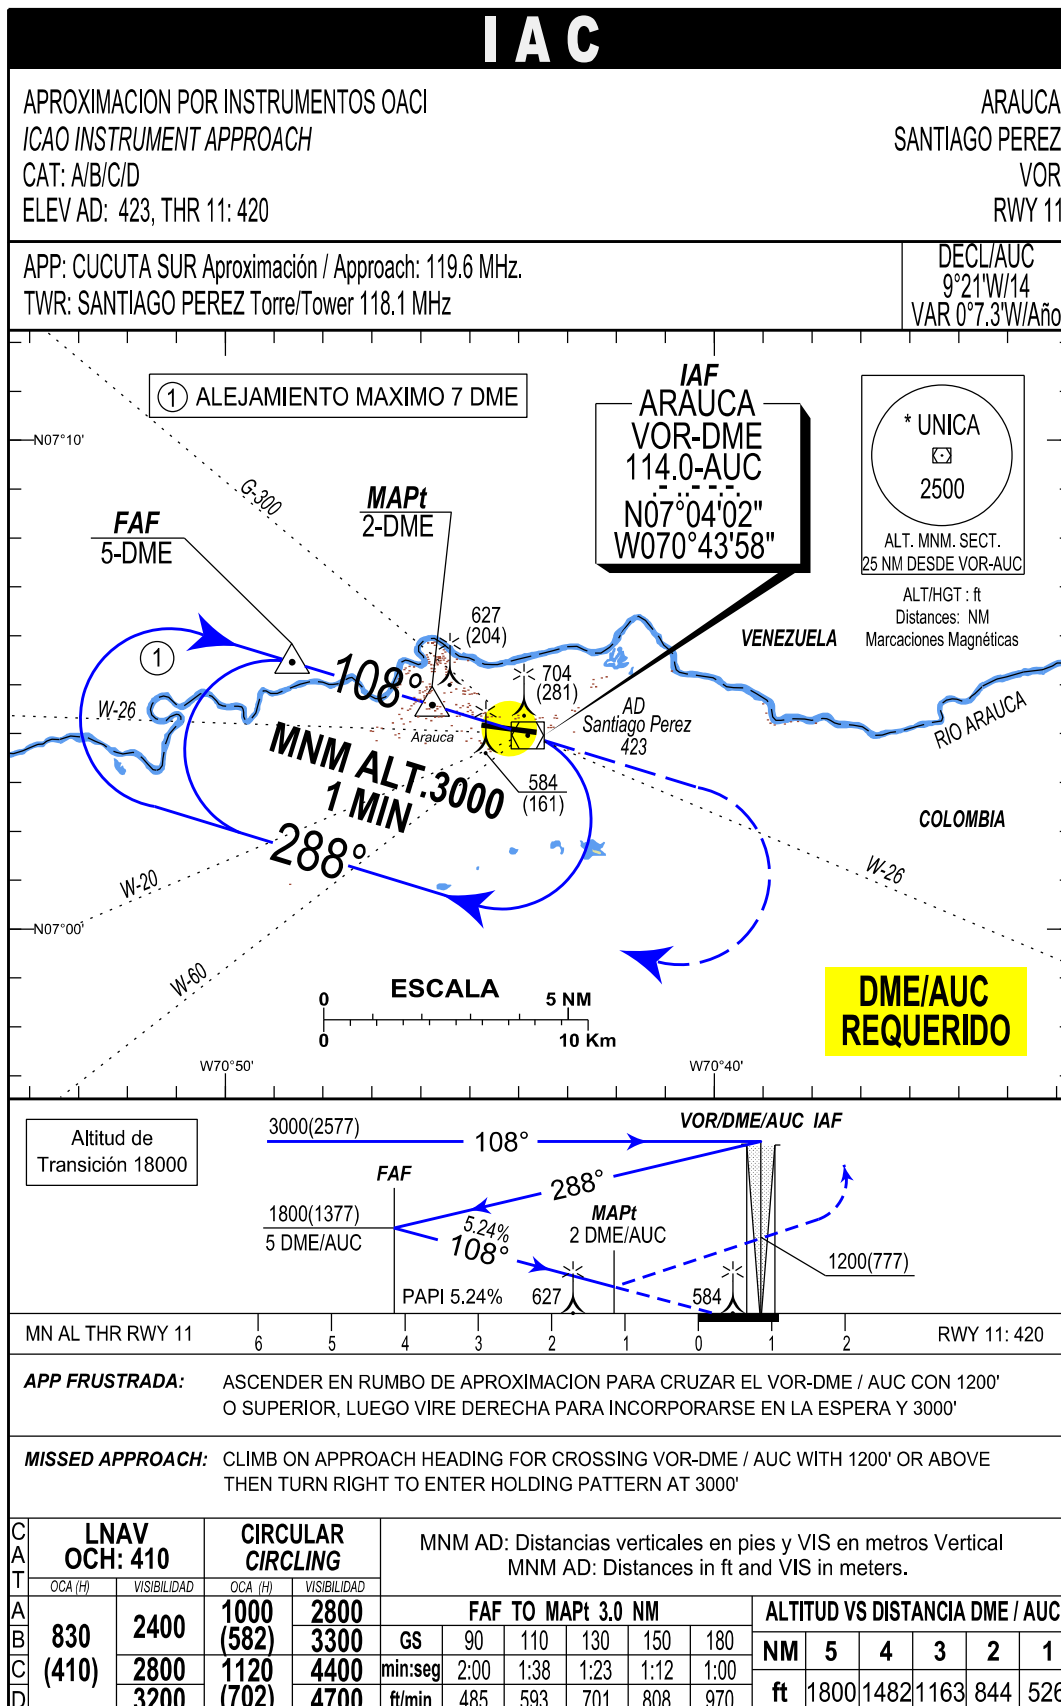 IAC
APROXIMACION POR INSTRUMENTOS OACI
ICAO INSTRUMENT APPROACH
CAT: A/B/C/D
ELEV AD: 423, THR 11: 420
ARAUCA
SANTIAGO PEREZ
VOR
RWY 11
APP: CUCUTA SUR Aproximación / Approach: 119.6 MHz.
TWR: SANTIAGO PEREZ Torre/Tower 118.1 MHz
DECL/AUC
9°21'W/14
VAR 0°7.3'W/Año
1 ALEJAMIENTO MAXIMO 7 DME
IAF
ARAUCA
VOR-DME
114.0-AUC
.- ..- -.-.
N07°04'02"
W070°43'58"
* UNICA
2500
ALT. MNM. SECT.
25 NM DESDE VOR-AUC
ALT/HGT : ft
Distances: NM
Marcaciones Magnéticas
N07°10'
G-300
FAF
5-DME
MAPt
2-DME
627
(204)
VENEZUELA
1
108°
704
(281)
W-26
AD
Santiago Perez
423
RIO ARAUCA
Arauca
MNM ALT.3000
1 MIN
584
(161)
COLOMBIA
288°
W-20
W-26
N07°00'
W-60
ESCALA
0 5 NM
0 10 Km
DME/AUC
REQUERIDO
W70°50'
W70°40'
Altitud de
Transición 18000
3000(2577)
108°
VOR/DME/AUC IAF
FAF
288°
1800(1377)
5 DME/AUC
5.24%
108°
MAPt
2 DME/AUC
1200(777)
PAPI 5.24%
627
584
MN AL THR RWY 11
6 5 4 3 2 1 0 1 2
RWY 11: 420
APP FRUSTRADA: ASCENDER EN RUMBO DE APROXIMACION PARA CRUZAR EL VOR-DME / AUC CON 1200'
O SUPERIOR, LUEGO VIRE DERECHA PARA INCORPORARSE EN LA ESPERA Y 3000'
MISSED APPROACH: CLIMB ON APPROACH HEADING FOR CROSSING VOR-DME / AUC WITH 1200' OR ABOVE
THEN TURN RIGHT TO ENTER HOLDING PATTERN AT 3000'
CAT
LNAV
OCH: 410
CIRCULAR
CIRCLING
OCA (H) VISIBILIDAD OCA (H) VISIBILIDAD
MNM AD: Distancias verticales en pies y VIS en metros Vertical
MNM AD: Distances in ft and VIS in meters.
A
B
C
D
830
(410)
2400
2800
3200
1000
(582)
1120
(702)
2800
3300
4400
4700
FAF TO MAPt 3.0 NM
GS 90 110 130 150 180
min:seg 2:00 1:38 1:23 1:12 1:00
ft/min 485 593 701 808 970
ALTITUD VS DISTANCIA DME / AUC
NM 5 4 3 2 1
ft 1800 1482 1163 844 526